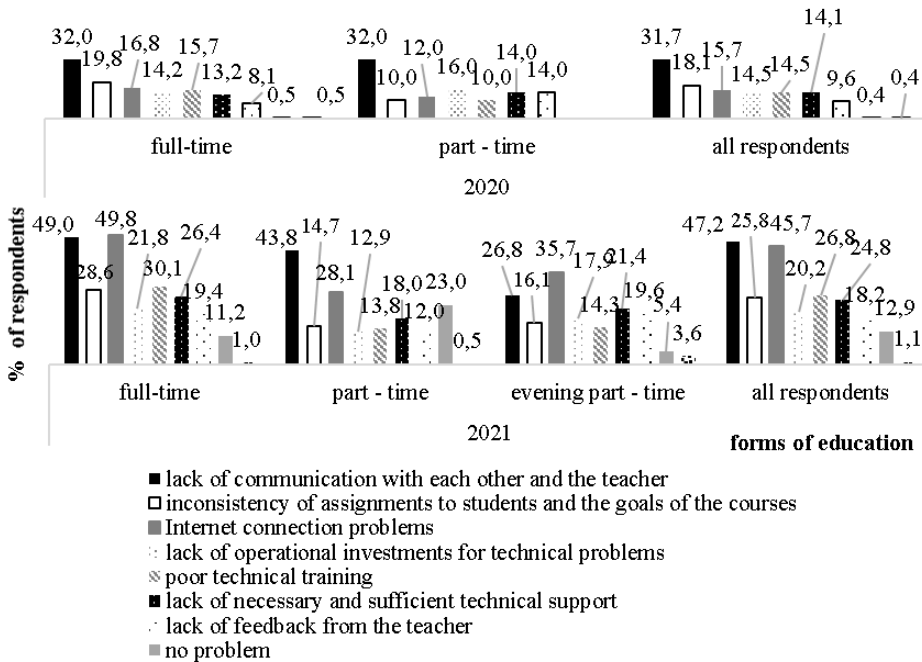 32,0 19,8 16,8 14,2 15,7 13,2 8,1 0,5 0,5
32,0 10,0 12,0 16,0 10,0 14,0 14,0
31,7 18,1 15,7 14,5 14,5 14,1 9,6 0,4 0,4
full-time part - time all respondents
2020
% of respondents
49,0 28,6 49,8 21,8 30,1 26,4 19,4 11,2 1,0
43,8 14,7 28,1 12,9 13,8 18,0 12,0 23,0 0,5
26,8 16,1 35,7 17,9 14,3 21,4 19,6 5,4 3,6
47,2 25,8 45,7 20,2 26,8 24,8 18,2 12,9 1,1
full-time part - time evening part - time all respondents
2021
forms of education
lack of communication with each other and the teacher
inconsistency of assignments to students and the goals of the courses
Internet connection problems
lack of operational investments for technical problems
poor technical training
lack of necessary and sufficient technical support
lack of feedback from the teacher
no problem